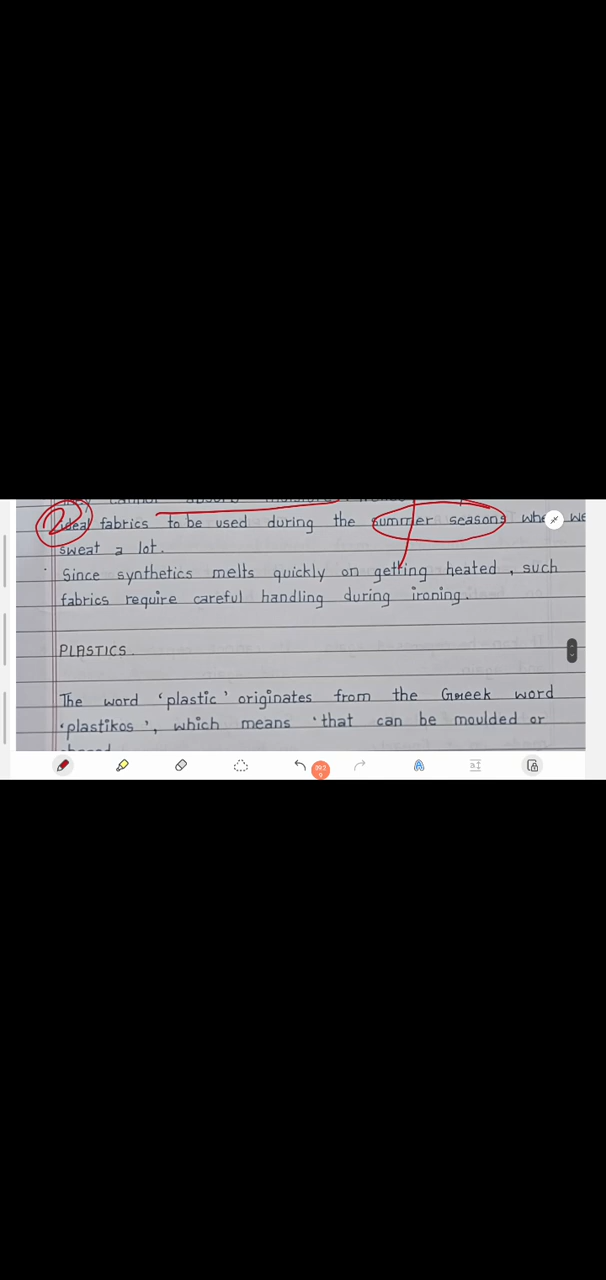 ideal fabrics to be used during the summer seasons when we
sweat a lot.
Since synthetics melts quickly on getting heated, such
fabrics require careful handling during ironing.
PLASTICS.
The word 'plastic' originates from the Greek word
'plastikos', which means 'that can be moulded or